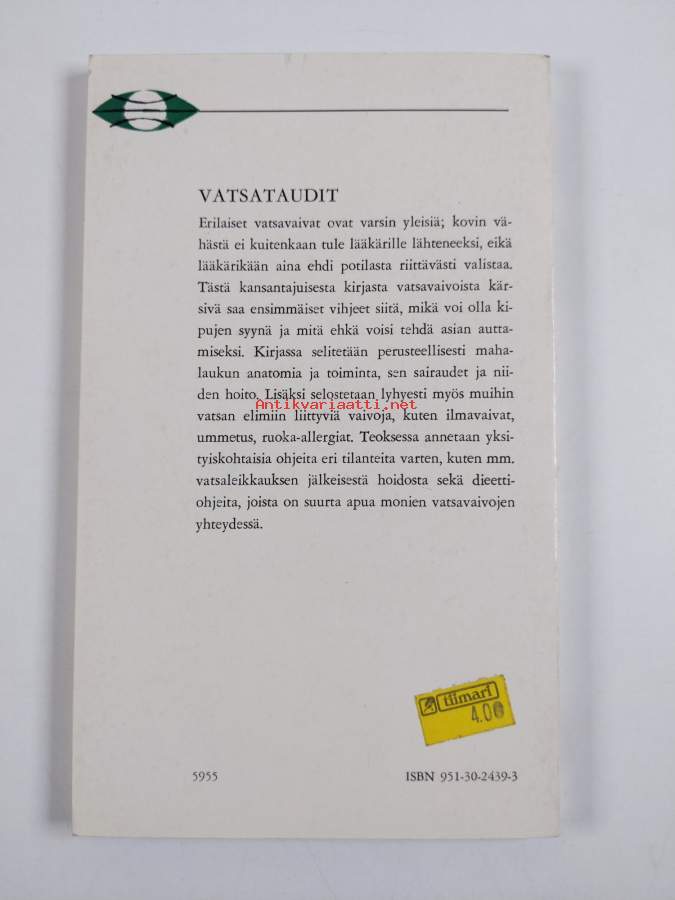 VATSATAUDIT
Erilaiset vatsavaivat ovat varsin yleisiä; kovin vä-
hästä ei kuitenkaan tule lääkärille lähteneeksi, eikä
lääkärikään aina ehdi potilasta riittävästi valistaa.
Tästä kansantajuisesta kirjasta vatsavaivoista kär-
sivä saa ensimmäiset vihjeet siitä, mikä voi olla ki-
pujen syynä ja mitä ehkä voisi tehdä asian autta-
miseksi. Kirjassa selitetään perusteellisesti maha-
laukun anatomia ja toiminta, sen sairaudet ja nii-
den hoito. Lisäksi selostetaan lyhyesti myös muihin
Antikvariaatti.net
vatsan elimiin liittyviä vaivoja, kuten ilmavaivat,
ummetus, ruoka-allergiat. Teoksessa annetaan yksi-
tyiskohtaisia ohjeita eri tilanteita varten, kuten mm.
vatsaleikkauksen jälkeisestä hoidosta sekä dieetti-
ohjeita, joista on suurta apua monien vatsavaivojen
yhteydessä.
tiimari
4.00
5955
ISBN 951-30-2439-3